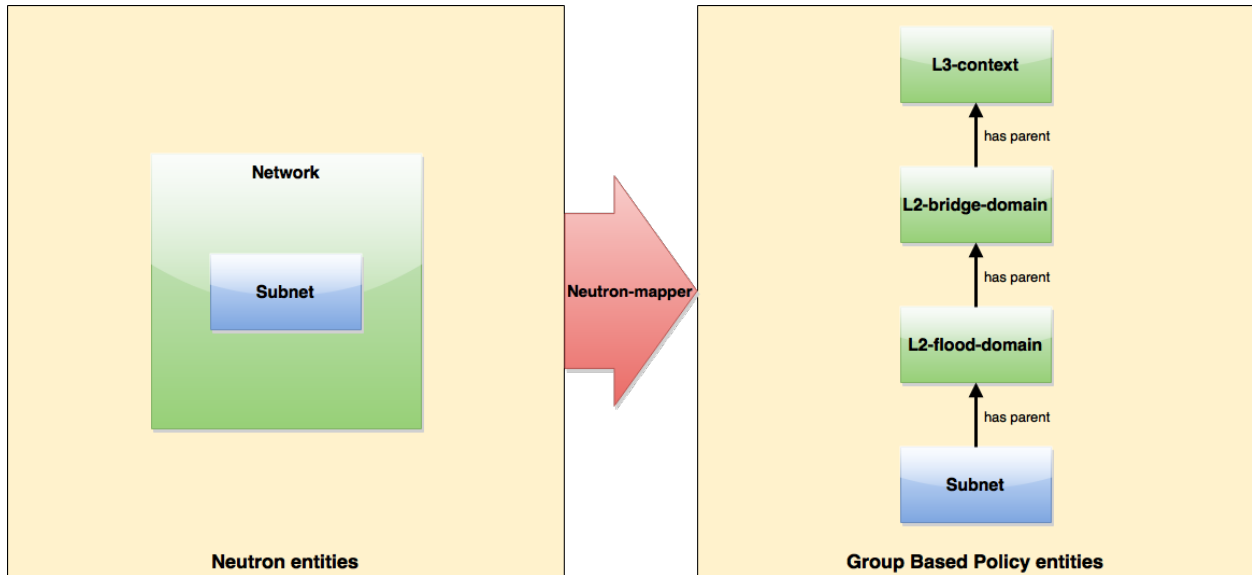 Network
Subnet
Neutron entities
Neutron-mapper
L3-context
has parent
L2-bridge-domain
has parent
L2-flood-domain
has parent
Subnet
Group Based Policy entities